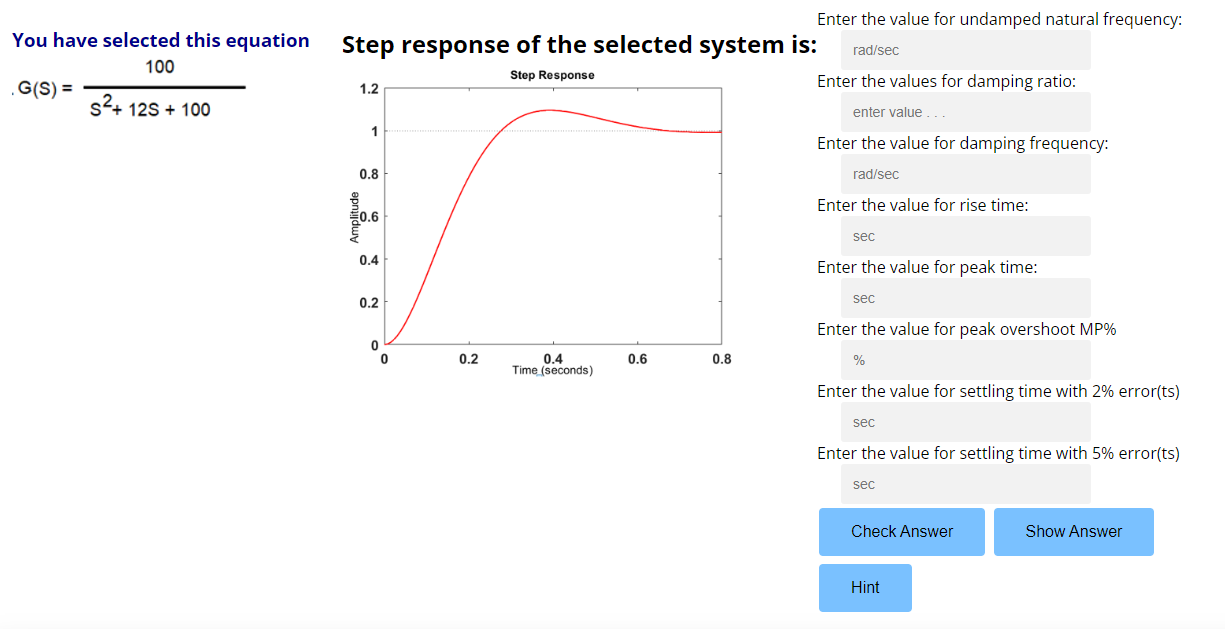 You have selected this equation
.G(S) = 100 / S²+ 12S + 100
Step response of the selected system is:
Step Response
1.2
1
0.8
0.6
0.4
0.2
0
Amplitude
0 0.2 0.4 0.6 0.8
Time (seconds)
Enter the value for undamped natural frequency:
rad/sec
Enter the values for damping ratio:
enter value . . .
Enter the value for damping frequency:
rad/sec
Enter the value for rise time:
sec
Enter the value for peak time:
sec
Enter the value for peak overshoot MP%
%
Enter the value for settling time with 2% error(ts)
sec
Enter the value for settling time with 5% error(ts)
sec
Check Answer Show Answer
Hint